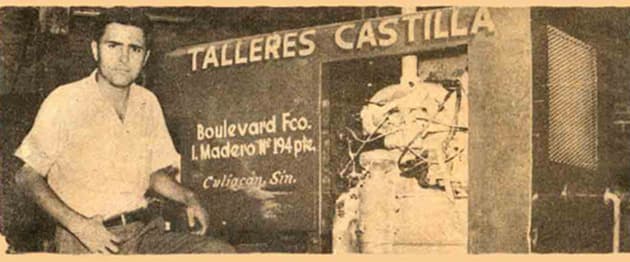 TALLERES CASTILLA
Boulevard Fco.
I. Madero Nº 194 pte.
Culiacán, Sin.